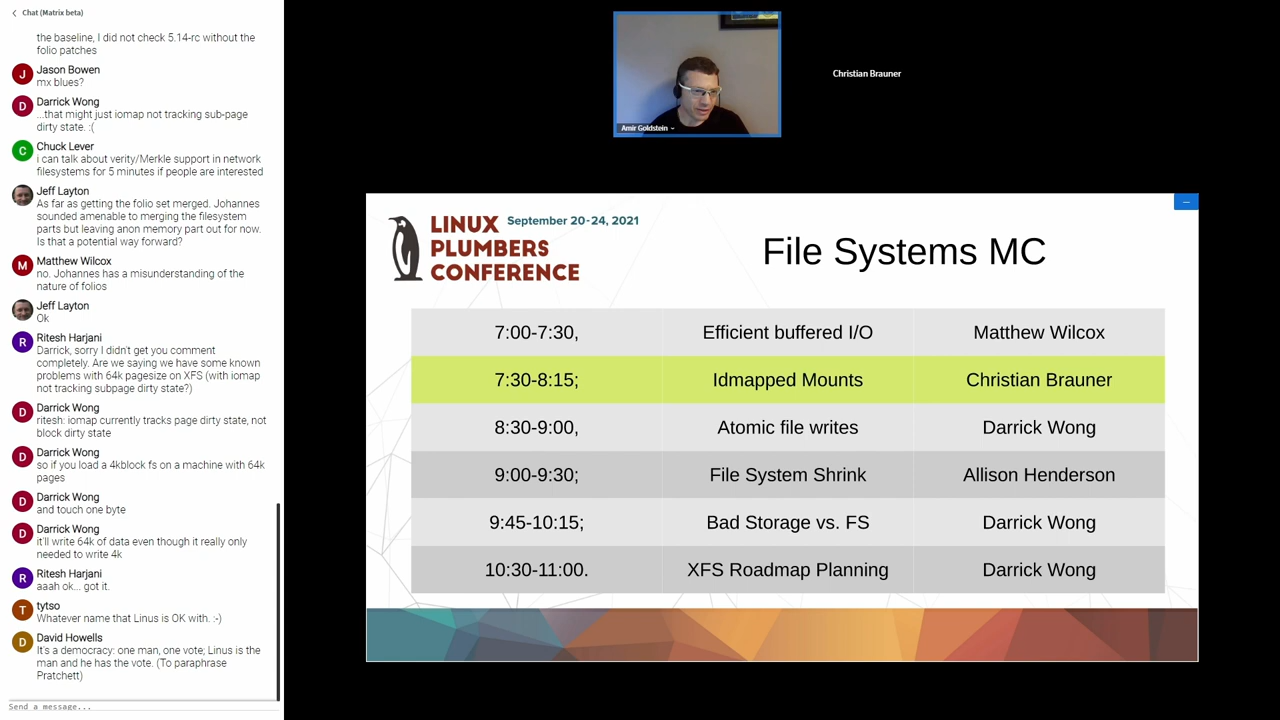 Chat (Matrix beta)
the baseline, I did not check 5.14-rc without the
folio patches
J
Jason Bowen
mx blues?
D
Darrick Wong
...that might just iomap not tracking sub-page
dirty state. :(
C
Chuck Lever
i can talk about verity/Merkle support in network
filesystems for 5 minutes if people are interested
Jeff Layton
As far as getting the folio set merged. Johannes
sounded amenable to merging the filesystem
parts but leaving anon memory part out for now.
Is that a potential way forward?
M
Matthew Wilcox
no. Johannes has a misunderstanding of the
nature of folios
Jeff Layton
Ok
R
Ritesh Harjani
Darrick, sorry I didn't get you comment
completely. Are we saying we have some known
problems with 64k pagesize on XFS (with iomap
not tracking subpage dirty state?)
D
Darrick Wong
ritesh: iomap currently tracks page dirty state, not
block dirty state
D
Darrick Wong
so if you load a 4kblock fs on a machine with 64k
pages
D
Darrick Wong
and touch one byte
D
Darrick Wong
it'll write 64k of data even though it really only
needed to write 4k
R
Ritesh Harjani
aaah ok... got it.
T
tytso
Whatever name that Linus is OK with. :-)
D
David Howells
It's a democracy: one man, one vote; Linus is the
man and he has the vote. (To paraphrase
Pratchett)
Send a message...
Amir Goldstein
Christian Brauner
LINUX September 20-24, 2021
PLUMBERS
CONFERENCE
File Systems MC
7:00-7:30, Efficient buffered I/O Matthew Wilcox
7:30-8:15; Idmapped Mounts Christian Brauner
8:30-9:00, Atomic file writes Darrick Wong
9:00-9:30; File System Shrink Allison Henderson
9:45-10:15; Bad Storage vs. FS Darrick Wong
10:30-11:00. XFS Roadmap Planning Darrick Wong